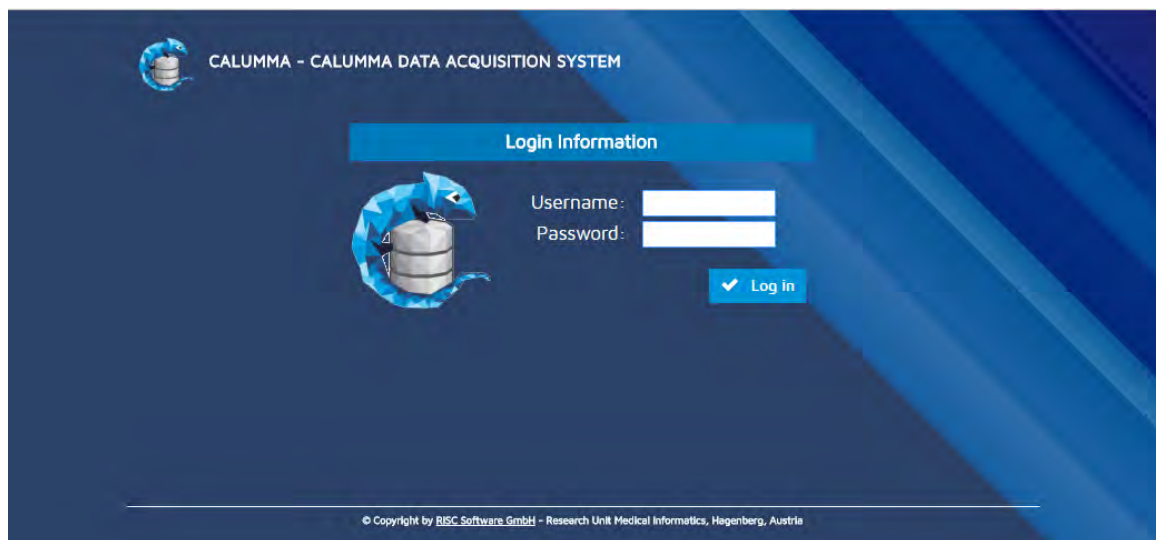 CALUMMA - CALUMMA DATA ACQUISITION SYSTEM
Login Information
Username:
Password:
✔ Log in
© Copyright by RISC Software GmbH - Research Unit Medical Informatics, Hagenberg, Austria